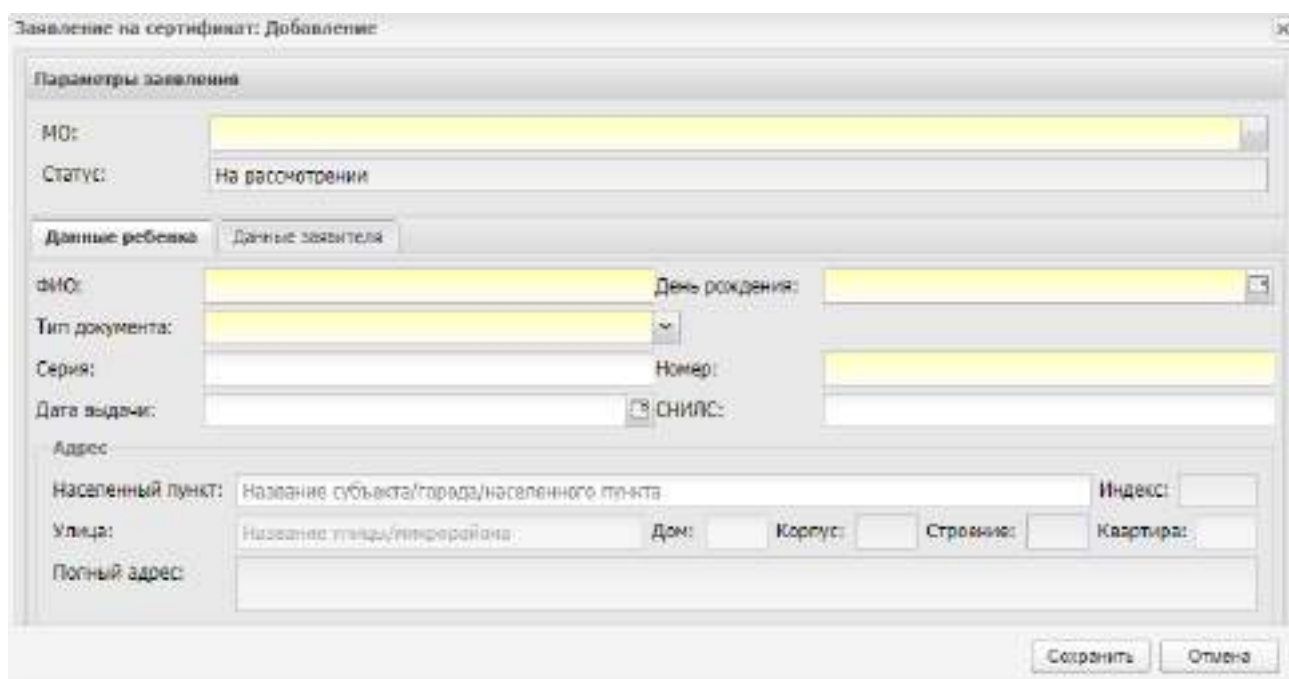 Заявление на сертификат: Добавление
Параметры заявления
МО:
Статус: На рассмотрении
Данные ребенка Данные заявителя
ФИО: День рождения:
Тип документа:
Серия: Номер:
Дата выдачи: СНИЛС:
Адрес
Населенный пункт: Название субъекта/города/населенного пункта Индекс:
Улица: Название улицы/микрорайона Дом: Корпус: Строение: Квартира:
Полный адрес:
Сохранить Отмена